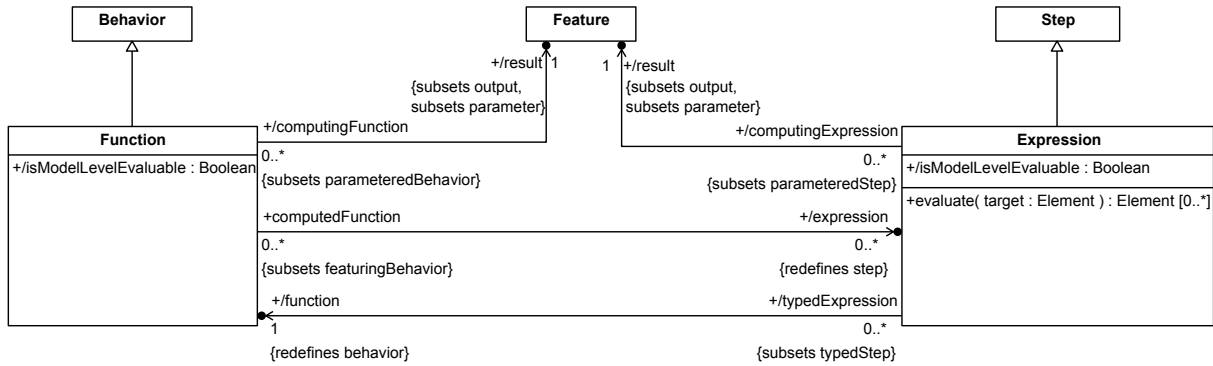 Behavior
Feature
Step
+/result
1
{subsets output,
subsets parameter}
1
+/result
{subsets output,
subsets parameter}
Function
+/isModelLevelEvaluable : Boolean
+/computingFunction
0..*
{subsets parameteredBehavior}
+/computingExpression
0..*
{subsets parameteredStep}
Expression
+/isModelLevelEvaluable : Boolean
+evaluate( target : Element ) : Element [0..*]
+computedFunction
0..*
{subsets featuringBehavior}
+/expression
0..*
{redefines step}
+/function
1
{redefines behavior}
+/typedExpression
0..*
{subsets typedStep}